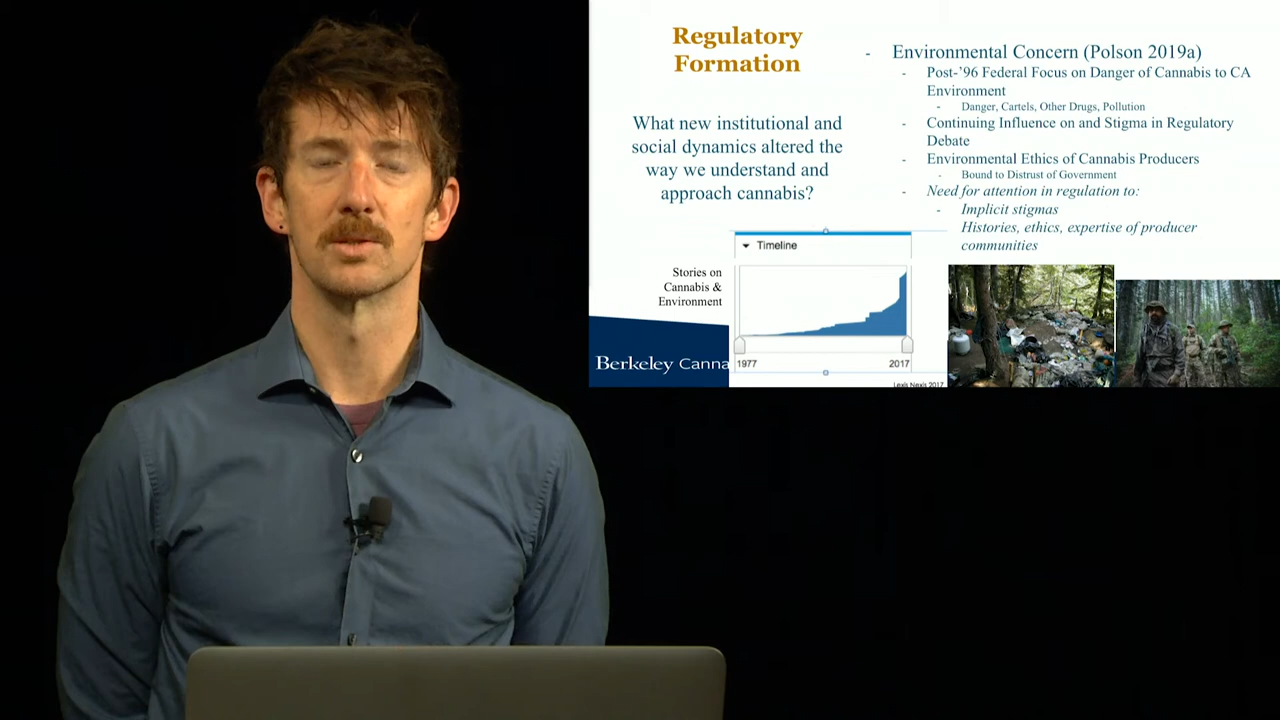 Regulatory
Formation
What new institutional and
social dynamics altered the
way we understand and
approach cannabis?
- Environmental Concern (Polson 2019a)
- Post-'96 Federal Focus on Danger of Cannabis to CA
Environment
- Danger, Cartels, Other Drugs, Pollution
- Continuing Influence on and Stigma in Regulatory
Debate
- Environmental Ethics of Cannabis Producers
- Bound to Distrust of Government
- Need for attention in regulation to:
- Implicit stigmas
Histories, ethics, expertise of producer
communities
Stories on
Cannabis &
Environment
Timeline
1977 2017
Lexis Nexis 2017
Berkeley Canna